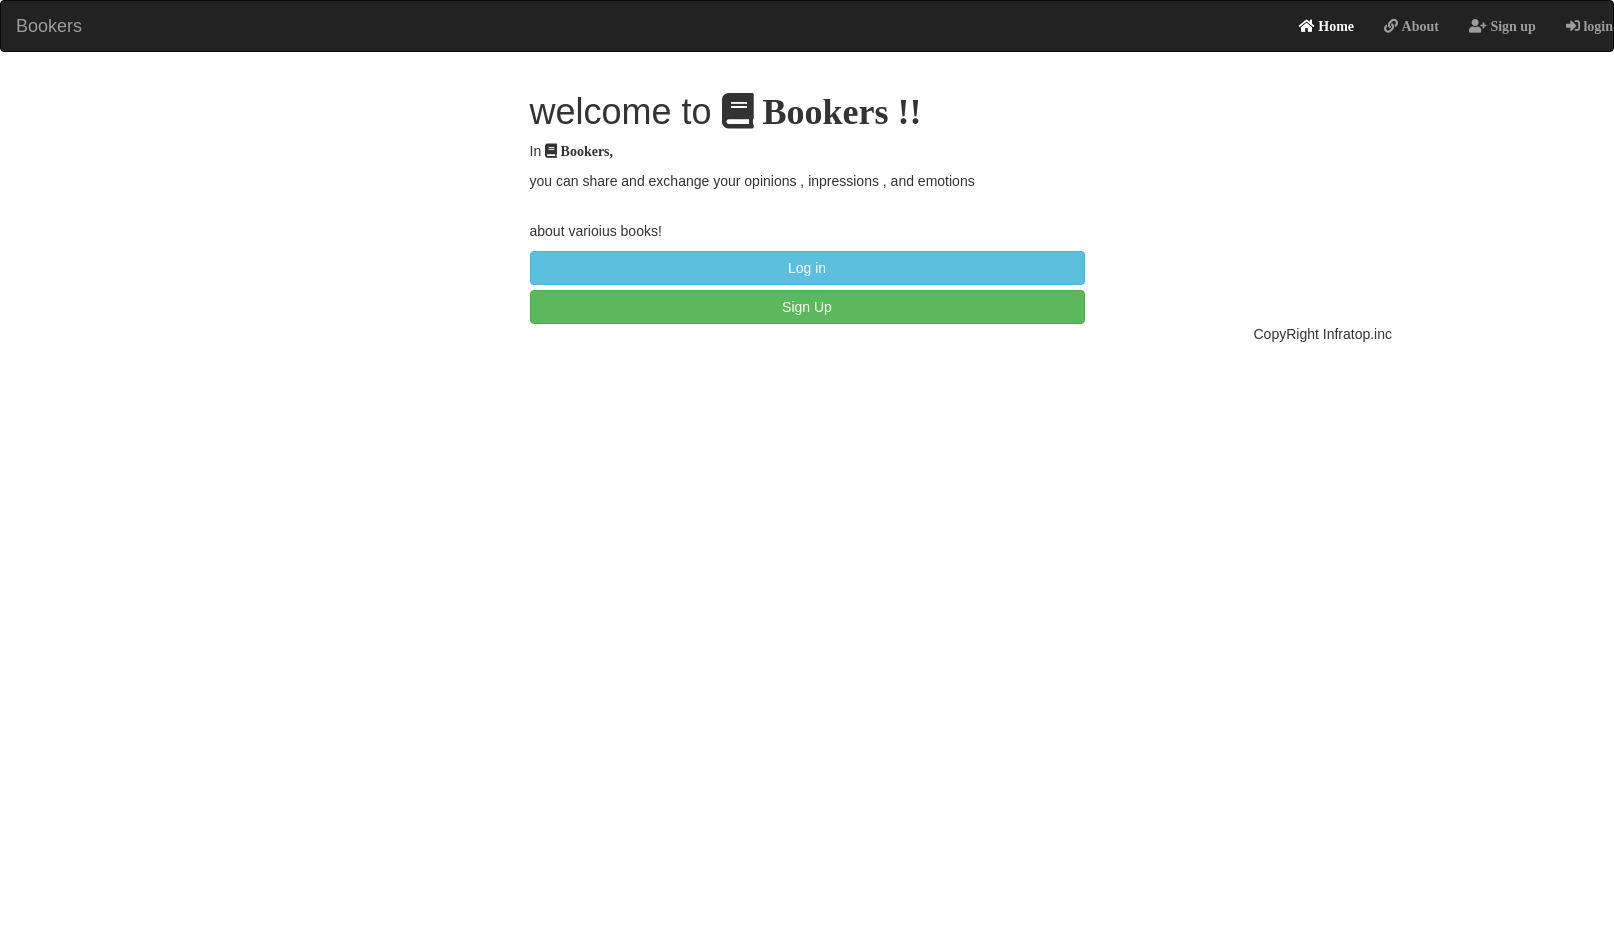 Bookers Home About Sign up login
welcome to Bookers !!
In Bookers,
you can share and exchange your opinions , inpressions , and emotions
about varioius books!
Log in
Sign Up
CopyRight Infratop.inc